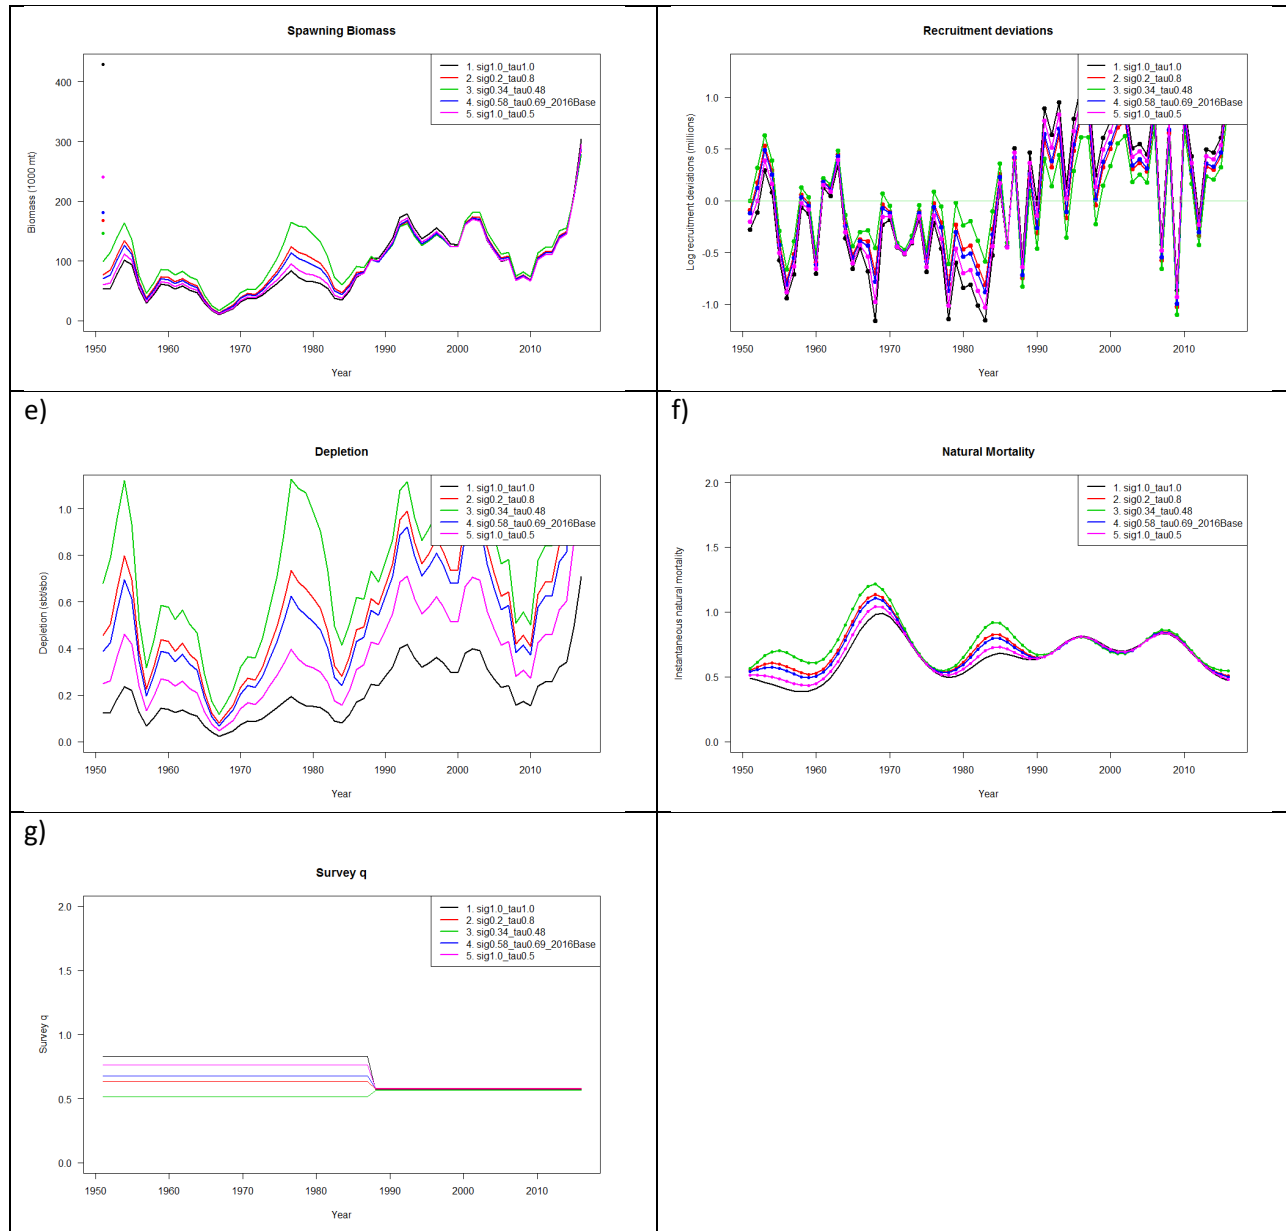 Spawning Biomass
1. sig1.0_tau1.0
2. sig0.2_tau0.8
3. sig0.34_tau0.48
4. sig0.58_tau0.69_2016Base
5. sig1.0_tau0.5
Biomass (1000 mt)
400
300
200
100
0
1950 1960 1970 1980 1990 2000 2010
Year
Recruitment deviations
1. sig1.0_tau1.0
2. sig0.2_tau0.8
3. sig0.34_tau0.48
4. sig0.58_tau0.69_2016Base
5. sig1.0_tau0.5
Log recruitment deviations (millions)
1.0
0.5
0.0
-0.5
-1.0
1950 1960 1970 1980 1990 2000 2010
Year
e)
Depletion
1. sig1.0_tau1.0
2. sig0.2_tau0.8
3. sig0.34_tau0.48
4. sig0.58_tau0.69_2016Base
5. sig1.0_tau0.5
Depletion (sbt/sbo)
1.0
0.8
0.6
0.4
0.2
0.0
1950 1960 1970 1980 1990 2000 2010
Year
f)
Natural Mortality
1. sig1.0_tau1.0
2. sig0.2_tau0.8
3. sig0.34_tau0.48
4. sig0.58_tau0.69_2016Base
5. sig1.0_tau0.5
Instantaneous natural mortality
2.0
1.5
1.0
0.5
0.0
1950 1960 1970 1980 1990 2000 2010
Year
g)
Survey q
1. sig1.0_tau1.0
2. sig0.2_tau0.8
3. sig0.34_tau0.48
4. sig0.58_tau0.69_2016Base
5. sig1.0_tau0.5
Survey q
2.0
1.5
1.0
0.5
0.0
1950 1960 1970 1980 1990 2000 2010
Year